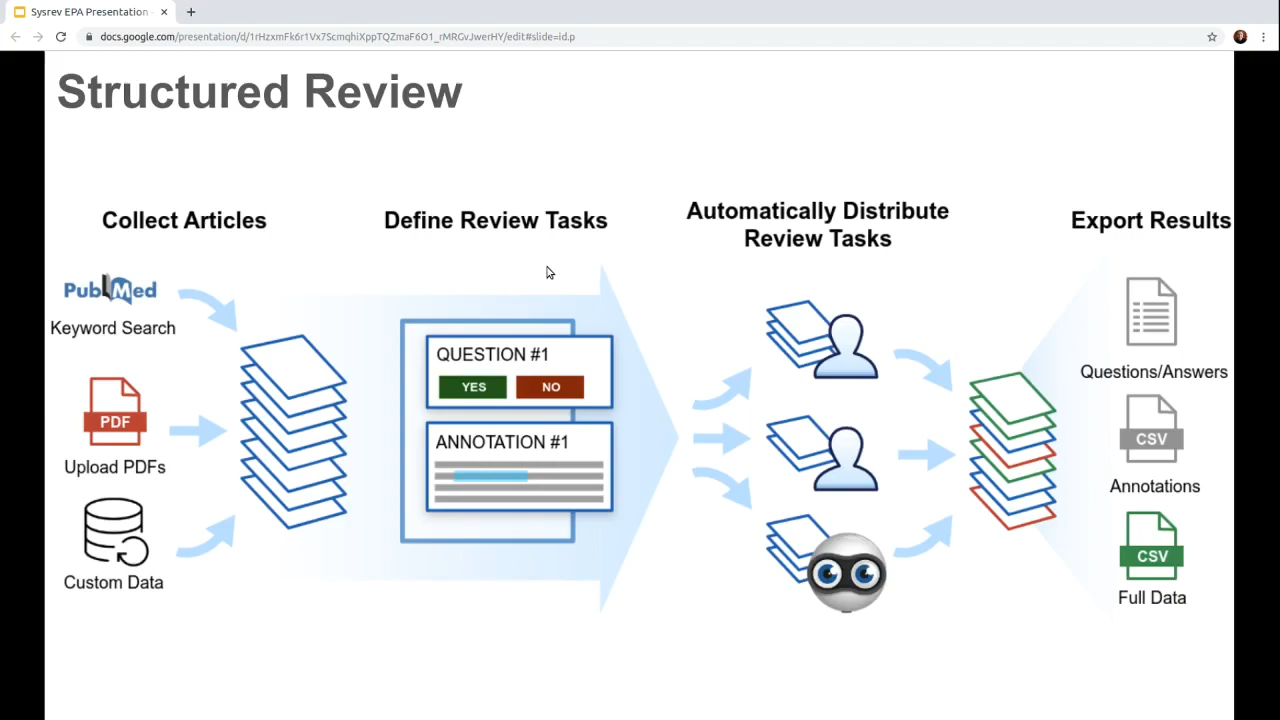 Sysrev EPA Presentation
docs.google.com/presentation/d/1rHzxmFk6r1Vx7ScmqhiXppTQZmaF6O1_rMRGvJwerHY/edit#slide=id.p
Structured Review
Collect Articles
Define Review Tasks
Automatically Distribute
Review Tasks
Export Results
PubMed
Keyword Search
PDF
Upload PDFs
Custom Data
QUESTION #1
YES
NO
ANNOTATION #1
Questions/Answers
CSV
Annotations
CSV
Full Data